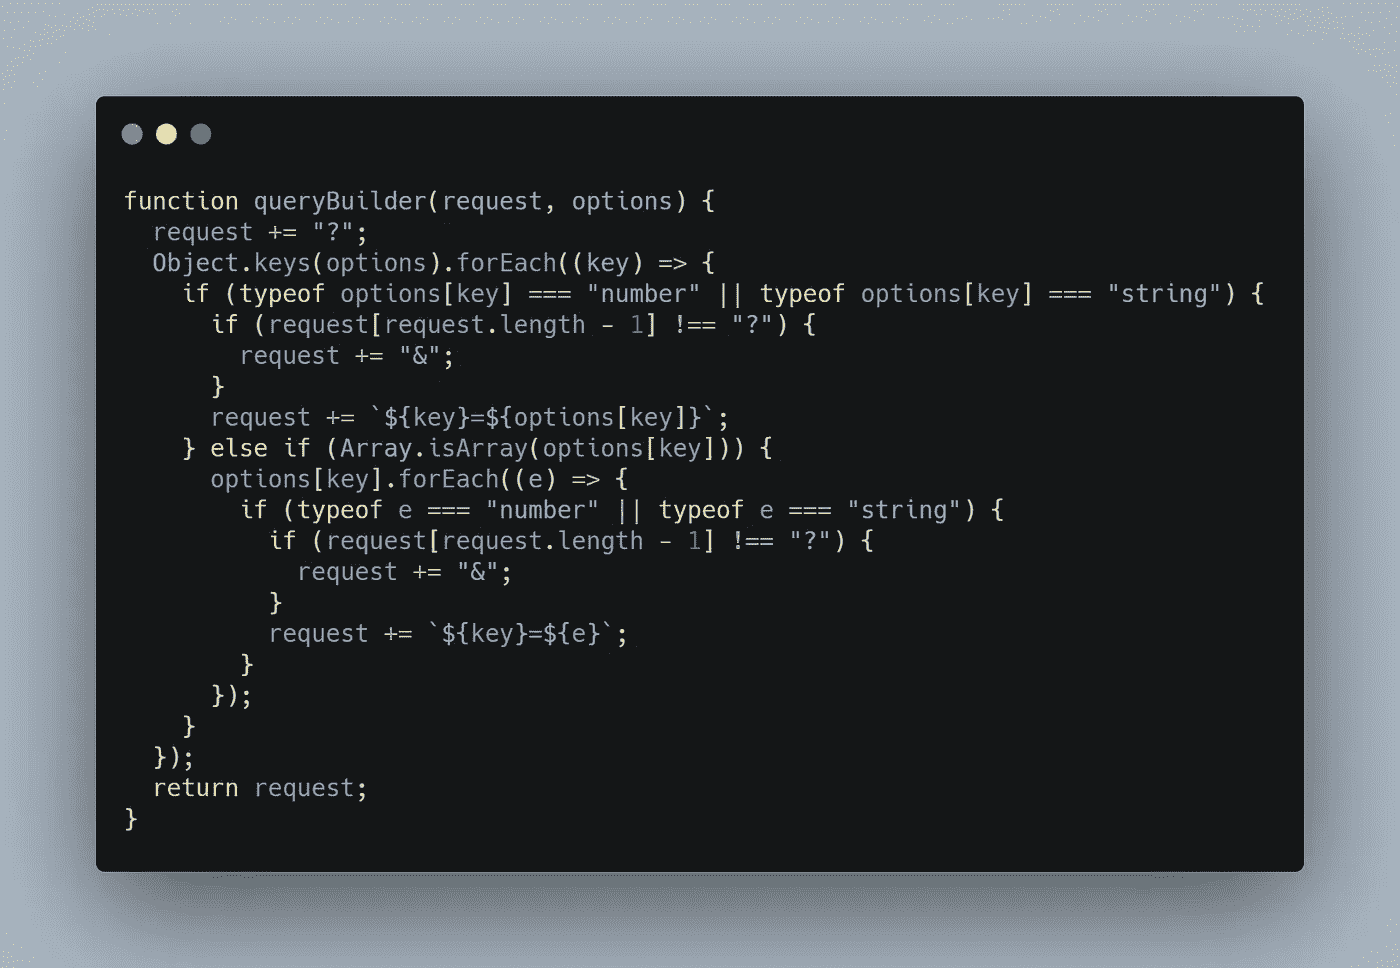 function queryBuilder(request, options) {
  request += "?";
  Object.keys(options).forEach((key) => {
    if (typeof options[key] === "number" || typeof options[key] === "string") {
      if (request[request.length - 1] !== "?") {
        request += "&";
      }
      request += `${key}=${options[key]}`;
    } else if (Array.isArray(options[key])) {
      options[key].forEach((e) => {
        if (typeof e === "number" || typeof e === "string") {
          if (request[request.length - 1] !== "?") {
            request += "&";
          }
          request += `${key}=${e}`;
        }
      });
    }
  });
  return request;
}